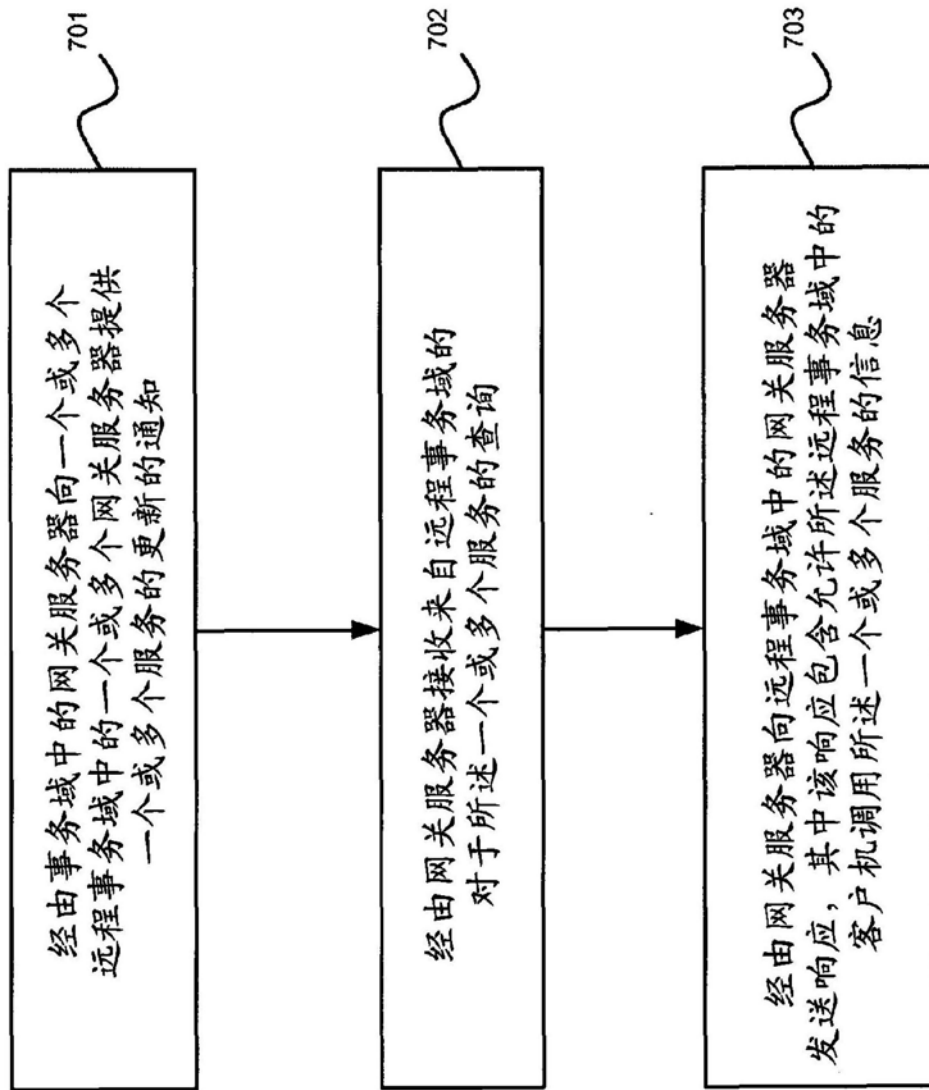 701
经由事务域中的网关服务器向一个或多个
远程事务域中的一个或多个网关服务器提供
一个或多个服务的更新的通知
702
经由网关服务器接收来自远程事务域的
对于所述一个或多个服务的查询
703
经由网关服务器向远程事务域中的网关服务器
发送响应，其中该响应包含允许所述远程事务域中的
客户机调用所述一个或多个服务的信息